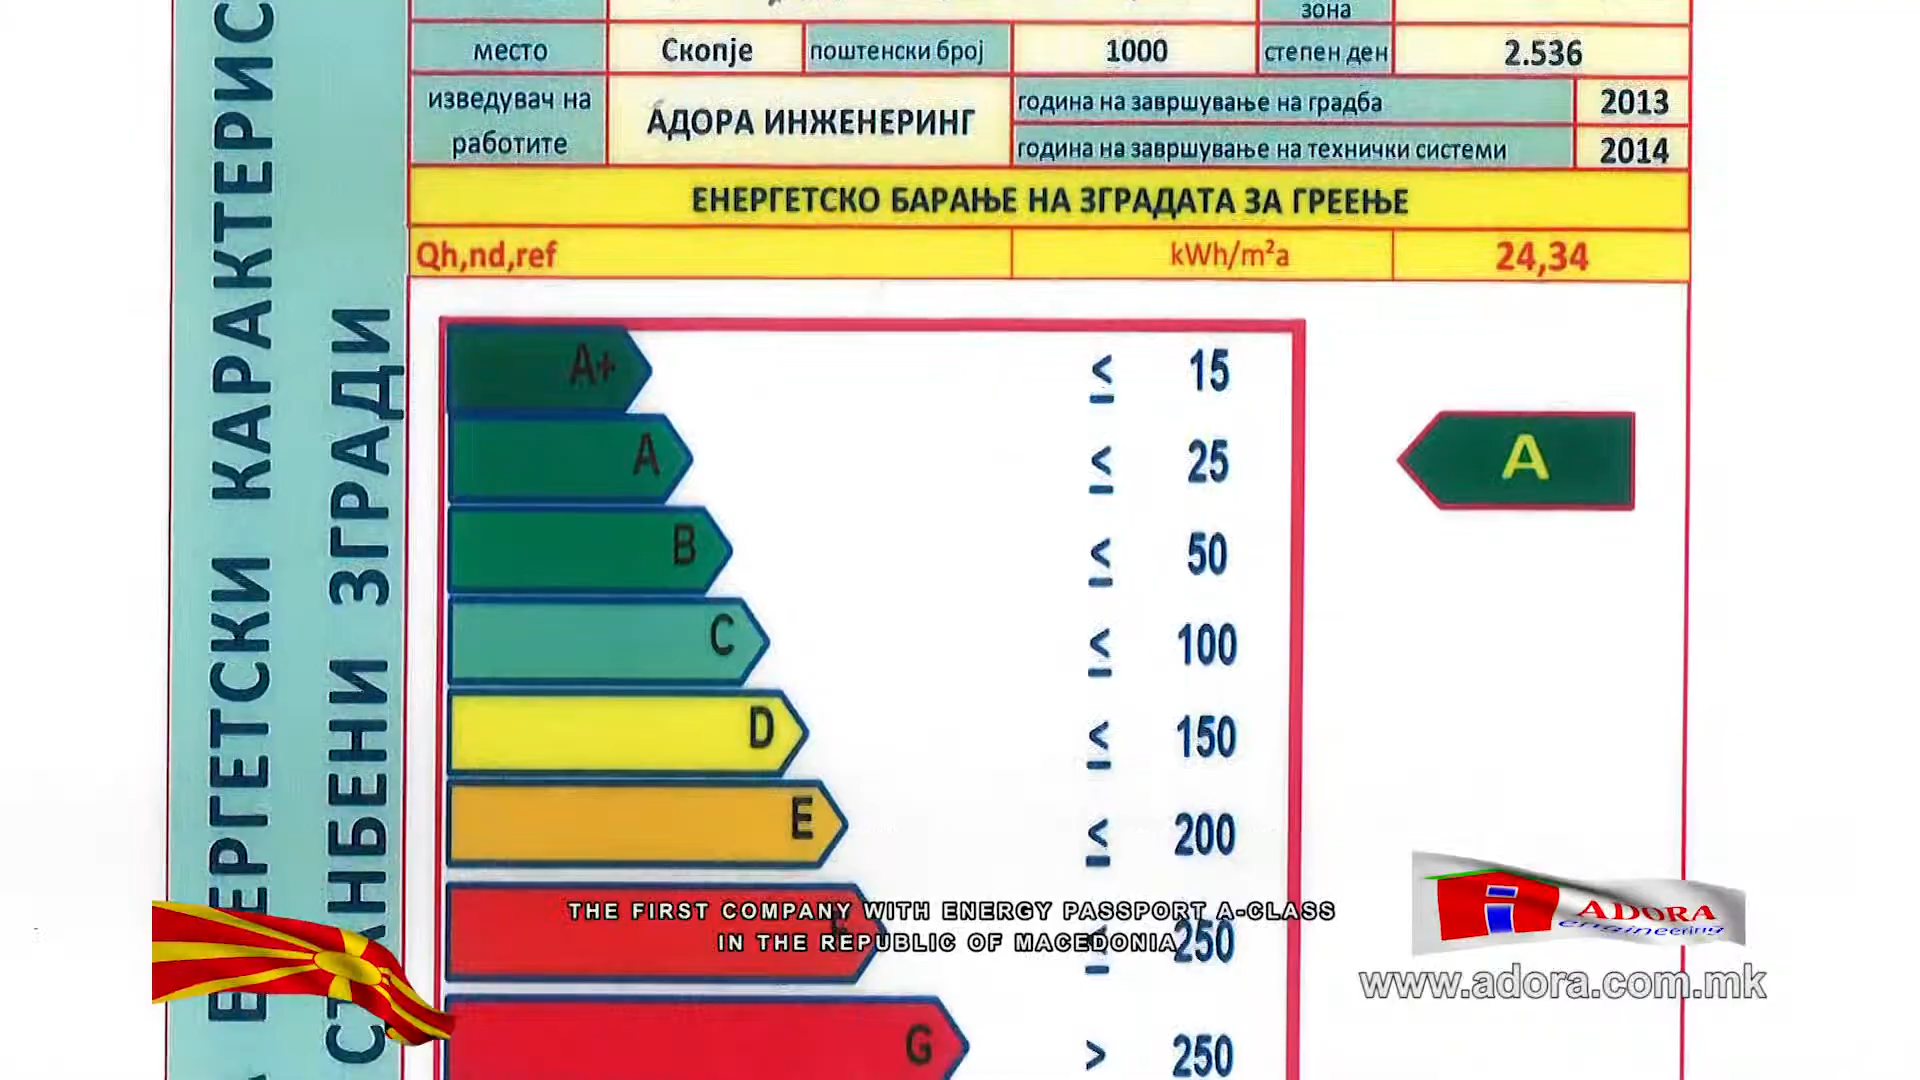 зона
место Скопје поштенски број 1000 степен ден 2.536
изведувач на работите АДОРА ИНЖЕНЕРИНГ година на завршување на градба 2013
година на завршување на технички системи 2014
ЕНЕРГЕТСКО БАРАЊЕ НА ЗГРАДАТА ЗА ГРЕЕЊЕ
Qh,nd,ref kWh/m²a 24,34
A+ ≤ 15
A ≤ 25
A
B ≤ 50
C ≤ 100
D ≤ 150
E ≤ 200
F ≤ 250
G > 250
ЕНЕРГЕТСКИ
СТАНБЕНИ ЗГРАДИ
THE FIRST COMPANY WITH ENERGY PASSPORT A-CLASS
IN THE REPUBLIC OF MACEDONIA
ADORA
engineering
www.adora.com.mk